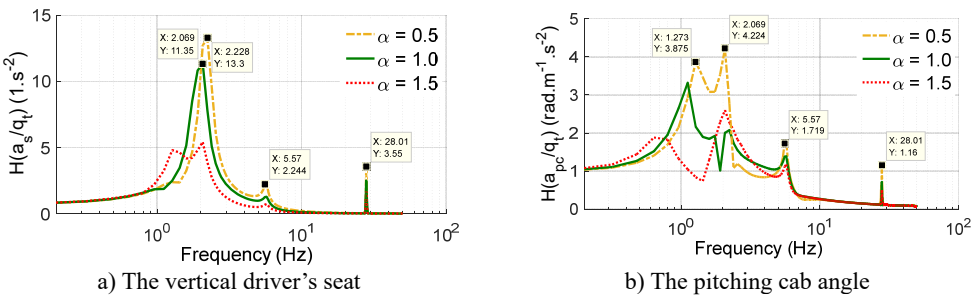 15
10
5
0
H(a_s/q_t) (1.s^-2)
X: 2.069
Y: 11.35
X: 2.228
Y: 13.3
X: 5.57
Y: 2.244
X: 28.01
Y: 3.55
α = 0.5
α = 1.0
α = 1.5
10^0
10^1
10^2
Frequency (Hz)
a) The vertical driver's seat
5
4
3
2
1
0
H(a_pc/q_t) (rad.m^-1.s^-2)
X: 1.273
Y: 3.875
X: 2.069
Y: 4.224
X: 5.57
Y: 1.719
X: 28.01
Y: 1.16
α = 0.5
α = 1.0
α = 1.5
10^0
10^1
10^2
Frequency (Hz)
b) The pitching cab angle